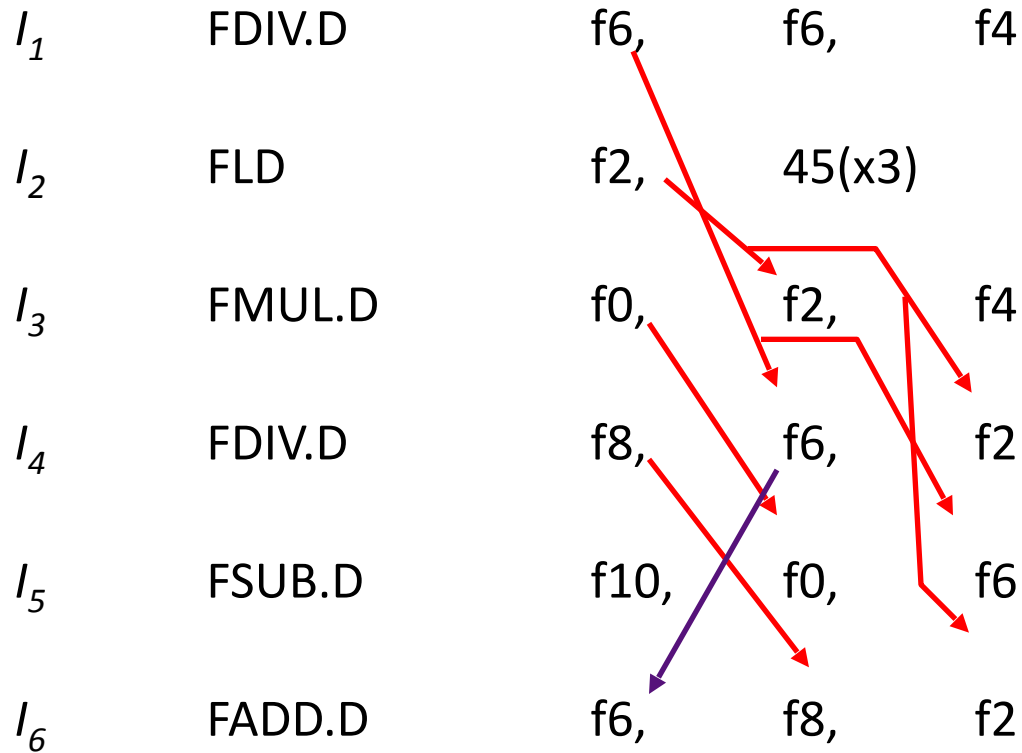 I1 FDIV.D f6, f6, f4
I2 FLD f2, 45(x3)
I3 FMUL.D f0, f2, f4
I4 FDIV.D f8, f6, f2
I5 FSUB.D f10, f0, f6
I6 FADD.D f6, f8, f2